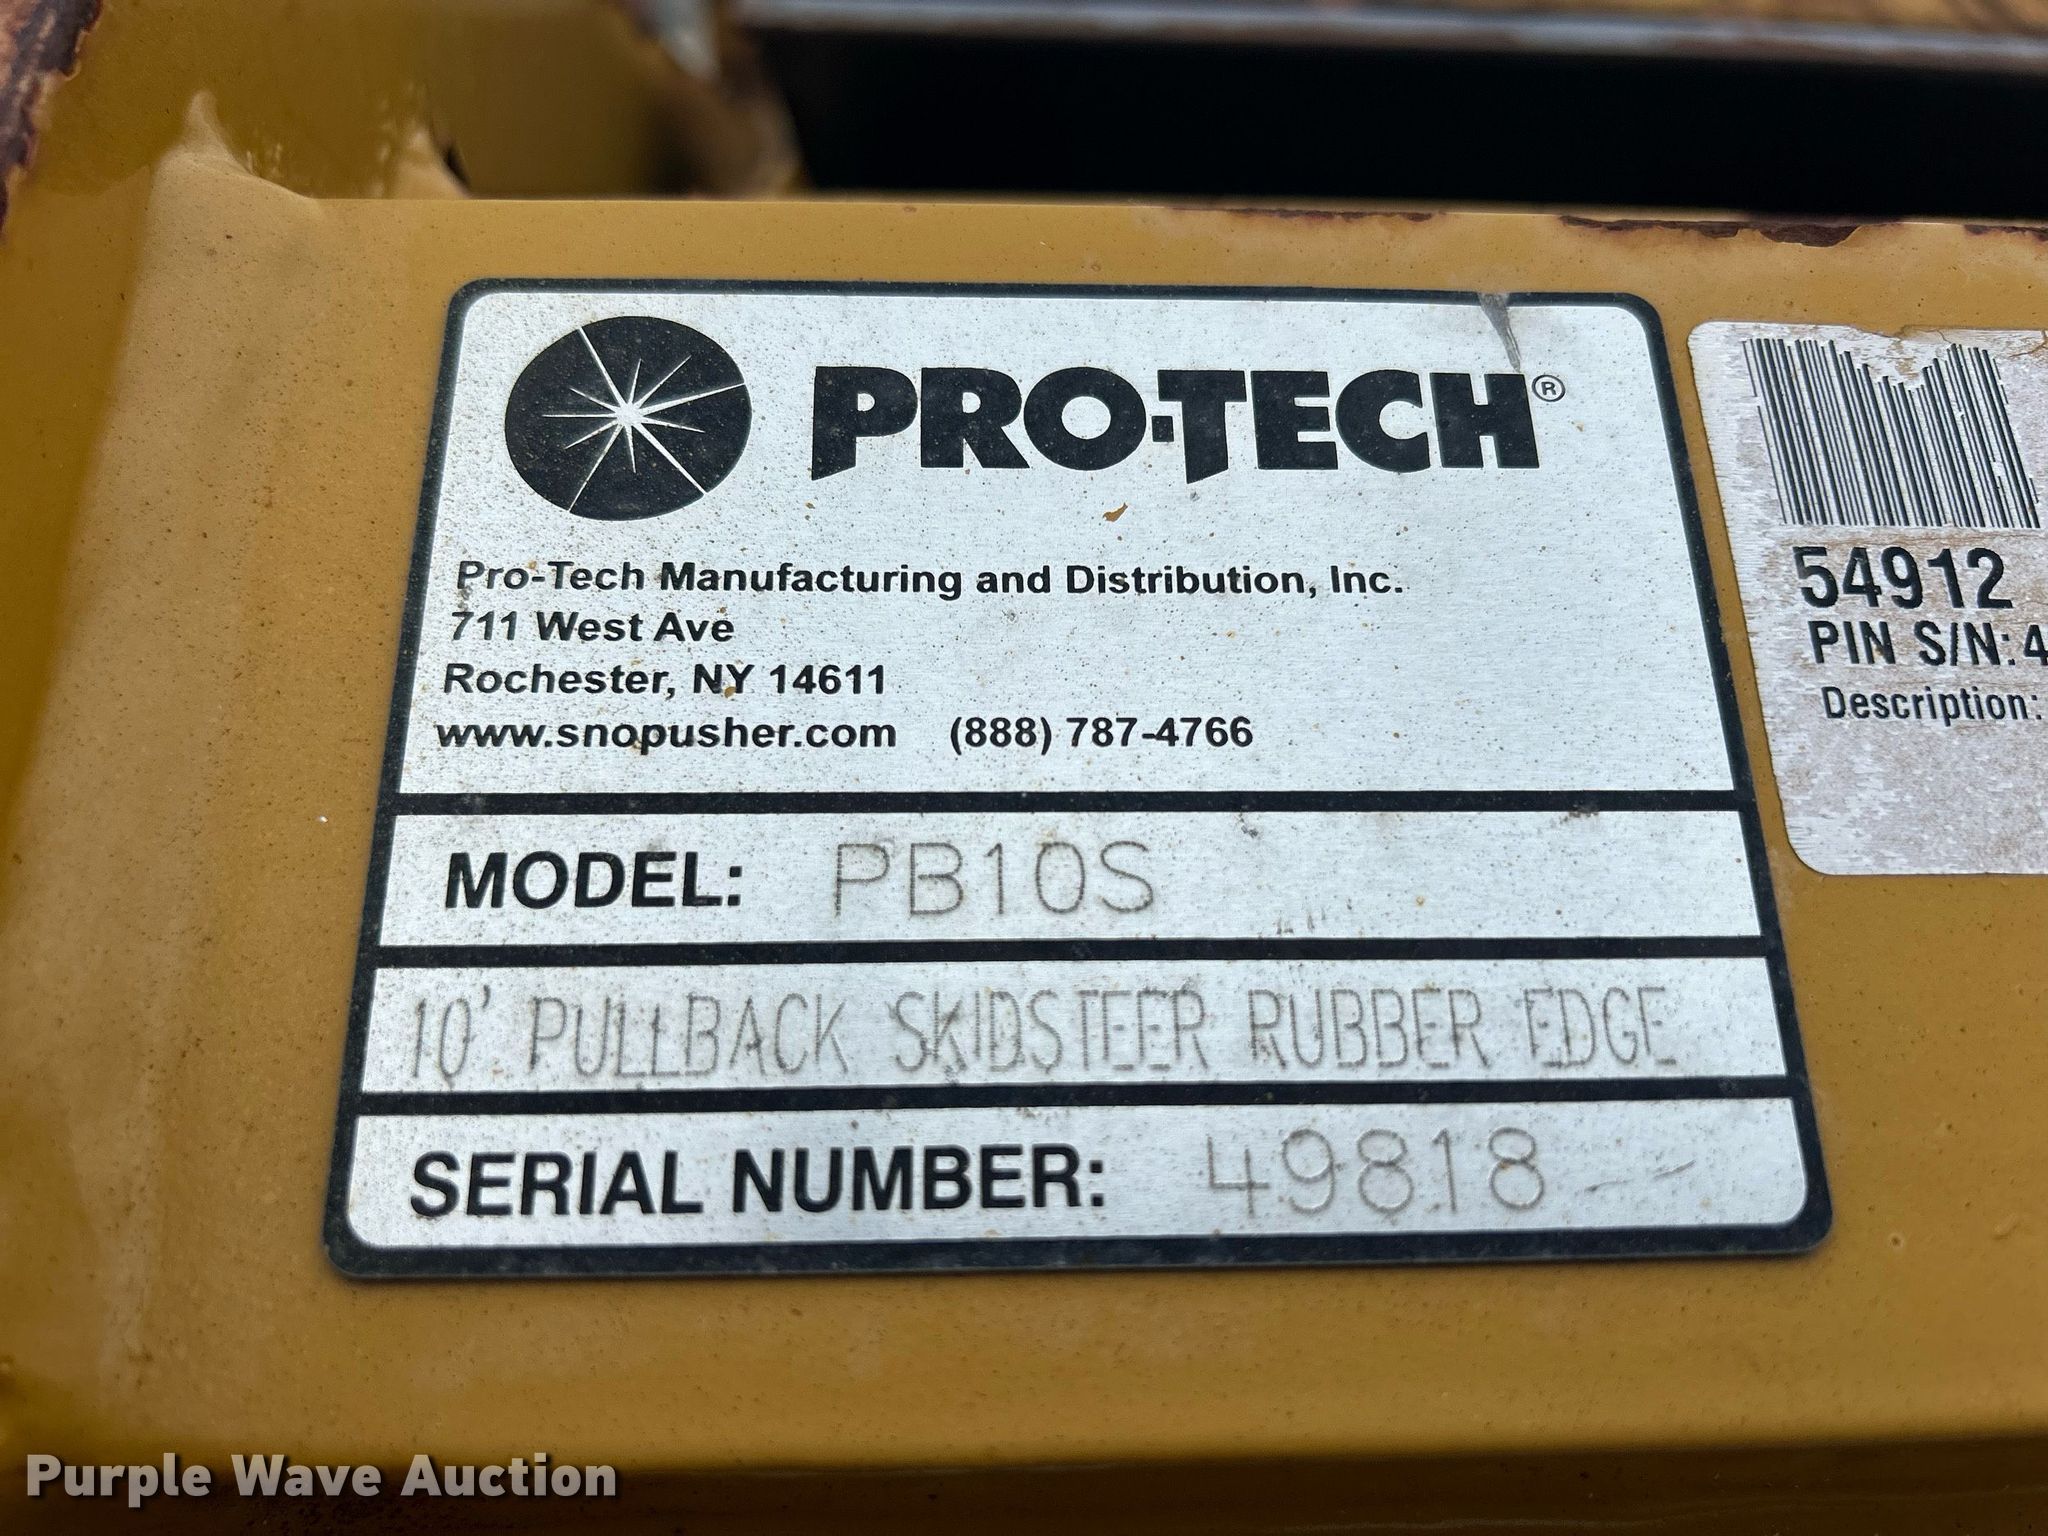 PRO-TECH®
Pro-Tech Manufacturing and Distribution, Inc.
711 West Ave
Rochester, NY 14611
www.snopusher.com (888) 787-4766
MODEL: PB10S
10' PULLBACK SKIDSTEER RUBBER EDGE
SERIAL NUMBER: 49818
54912
PIN S/N:4
Description:
Purple Wave Auction